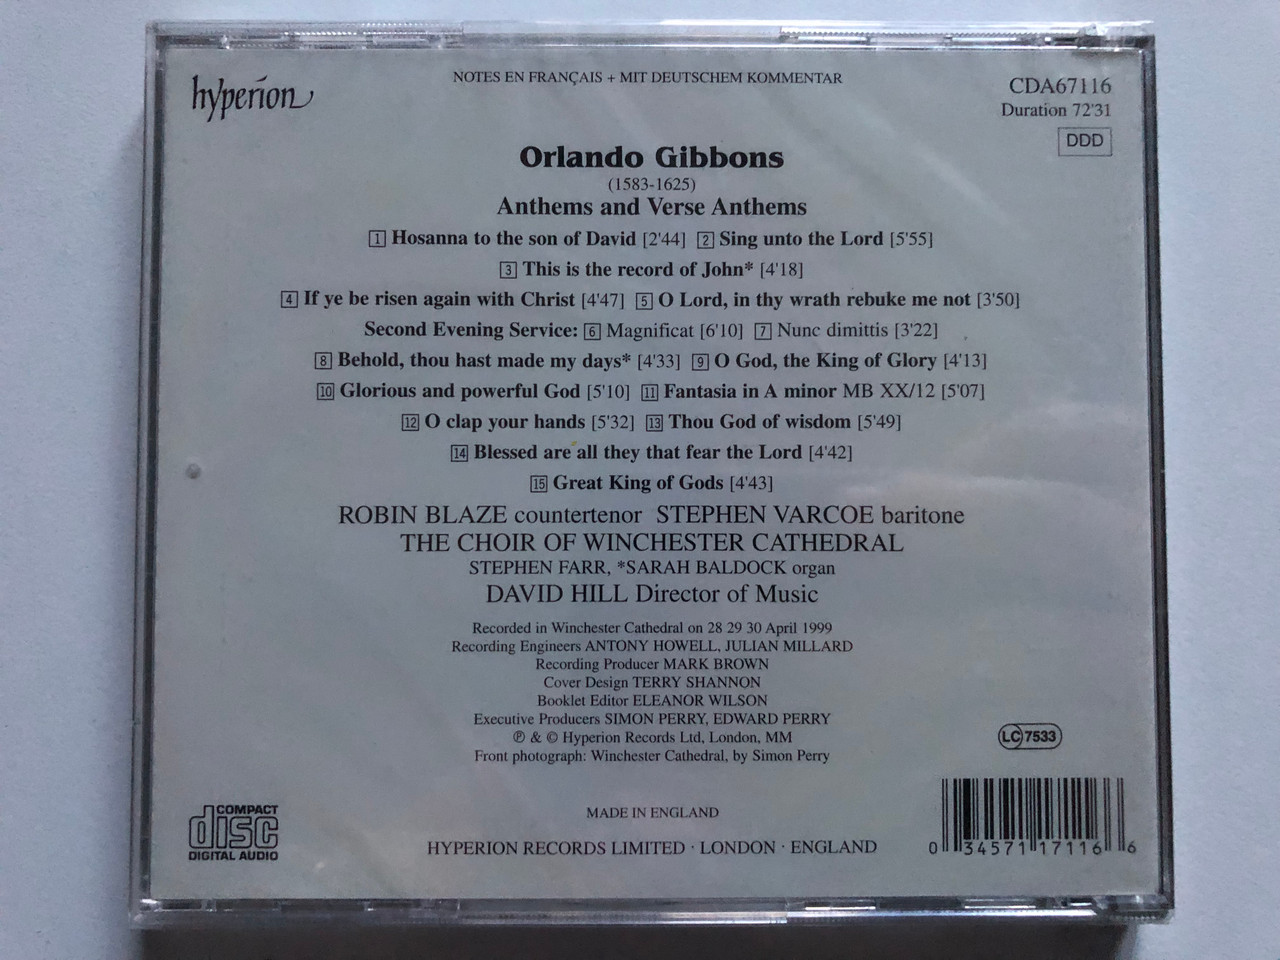 hyperion
NOTES EN FRANÇAIS + MIT DEUTSCHEM KOMMENTAR
CDA67116
Duration 72'31
DDD
Orlando Gibbons
(1583-1625)
Anthems and Verse Anthems
1 Hosanna to the son of David [2'44] 2 Sing unto the Lord [5'55]
3 This is the record of John* [4'18]
4 If ye be risen again with Christ [4'47] 5 O Lord, in thy wrath rebuke me not [3'50]
Second Evening Service: 6 Magnificat [6'10] 7 Nunc dimittis [3'22]
8 Behold, thou hast made my days* [4'33] 9 O God, the King of Glory [4'13]
10 Glorious and powerful God [5'10] 11 Fantasia in A minor MB XX/12 [5'07]
12 O clap your hands [5'32] 13 Thou God of wisdom [5'49]
14 Blessed are all they that fear the Lord [4'42]
15 Great King of Gods [4'43]
ROBIN BLAZE countertenor STEPHEN VARCOE baritone
THE CHOIR OF WINCHESTER CATHEDRAL
STEPHEN FARR, *SARAH BALDOCK organ
DAVID HILL Director of Music
Recorded in Winchester Cathedral on 28 29 30 April 1999
Recording Engineers ANTONY HOWELL, JULIAN MILLARD
Recording Producer MARK BROWN
Cover Design TERRY SHANNON
Booklet Editor ELEANOR WILSON
Executive Producers SIMON PERRY, EDWARD PERRY
℗ & © Hyperion Records Ltd, London, MM
Front photograph: Winchester Cathedral, by Simon Perry
LC 7533
COMPACT
disc
DIGITAL AUDIO
MADE IN ENGLAND
HYPERION RECORDS LIMITED · LONDON · ENGLAND
0 34571 17116 6